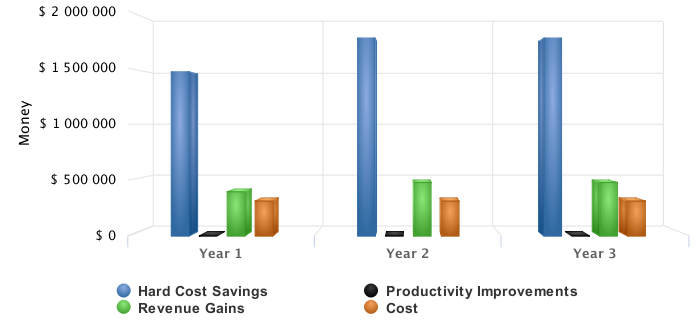 $ 2 000 000
$ 1 500 000
$ 1 000 000
$ 500 000
$ 0
Money
Year 1
Year 2
Year 3
Hard Cost Savings
Productivity Improvements
Revenue Gains
Cost